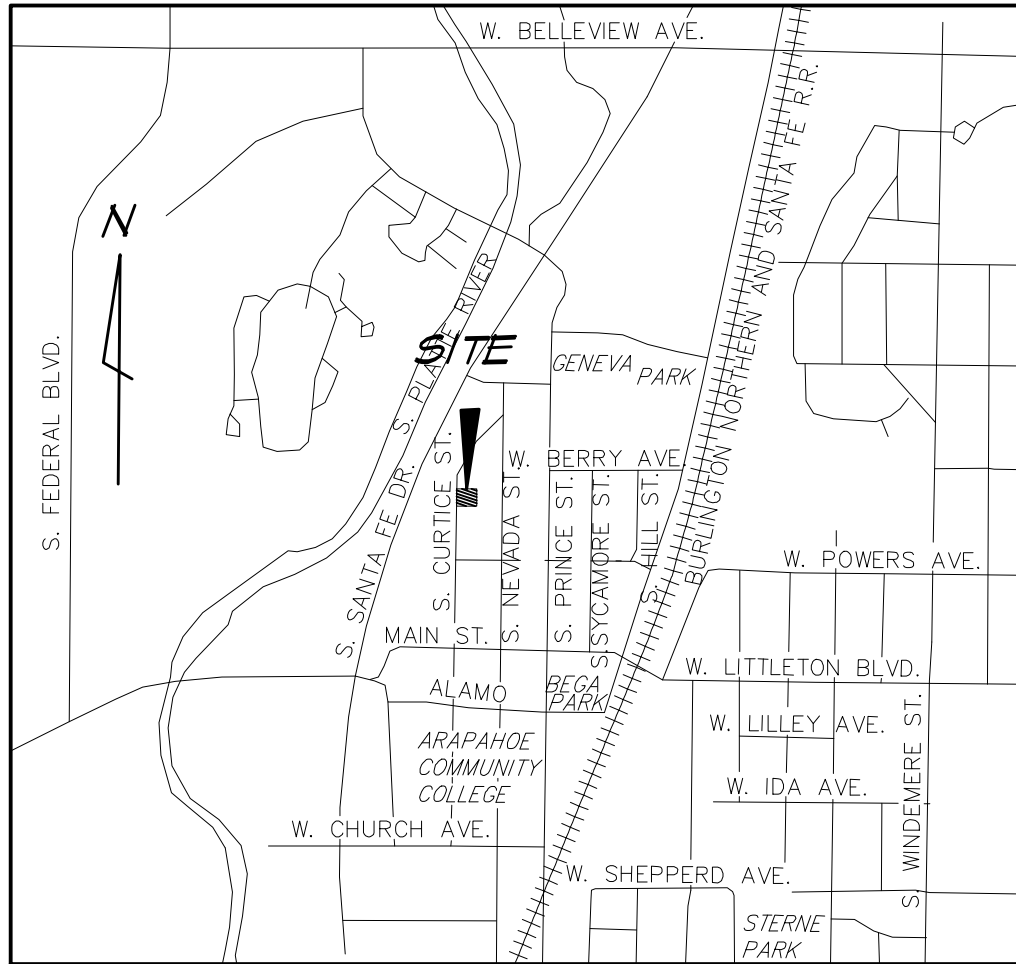 W. BELLEVIEW AVE.
N
S. FEDERAL BLVD.
S. PLATTE RIVER
S. SANTA FE DR.
SITE
GENEVA PARK
BURLINGTON NORTHERN AND SANTA FE R.R.
S. CURTICE ST.
W. BERRY AVE.
S. NEVADA ST.
S. PRINCE ST.
S.SYCAMORE ST.
S. HILL ST.
W. POWERS AVE.
MAIN ST.
W. LITTLETON BLVD.
ALAMO
BEGA
PARK
W. LILLEY AVE.
ARAPAHOE
COMMUNITY
COLLEGE
W. IDA AVE.
S. WINDEMERE ST.
W. CHURCH AVE.
W. SHEPPERD AVE.
STERNE
PARK